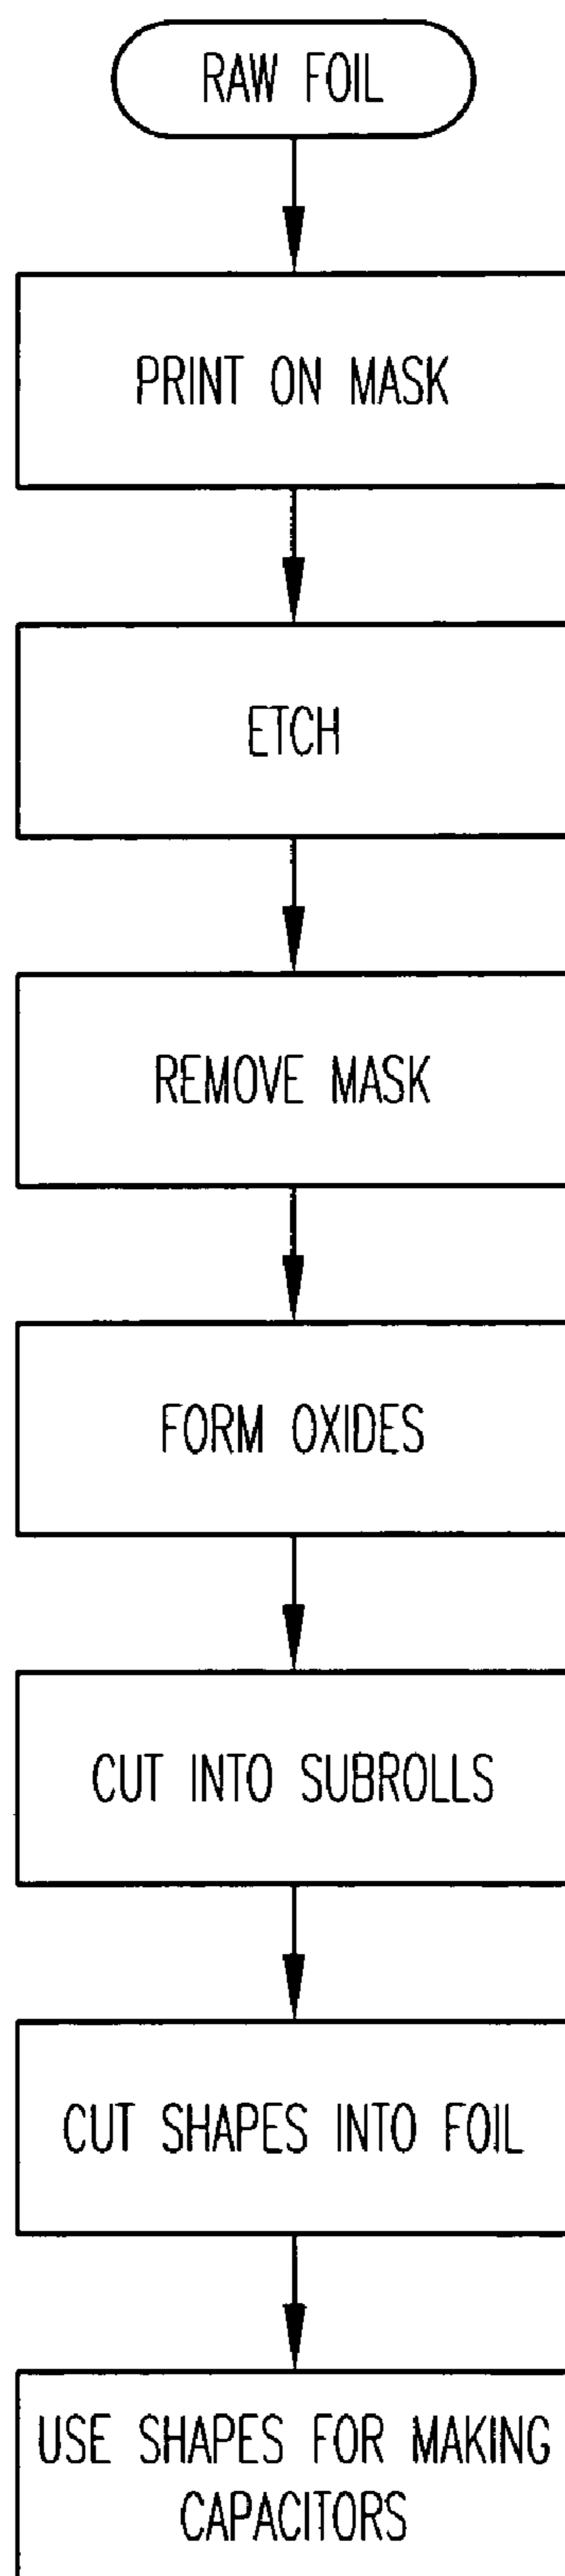 RAW FOIL
PRINT ON MASK
ETCH
REMOVE MASK
FORM OXIDES
CUT INTO SUBROLLS
CUT SHAPES INTO FOIL
USE SHAPES FOR MAKING
CAPACITORS